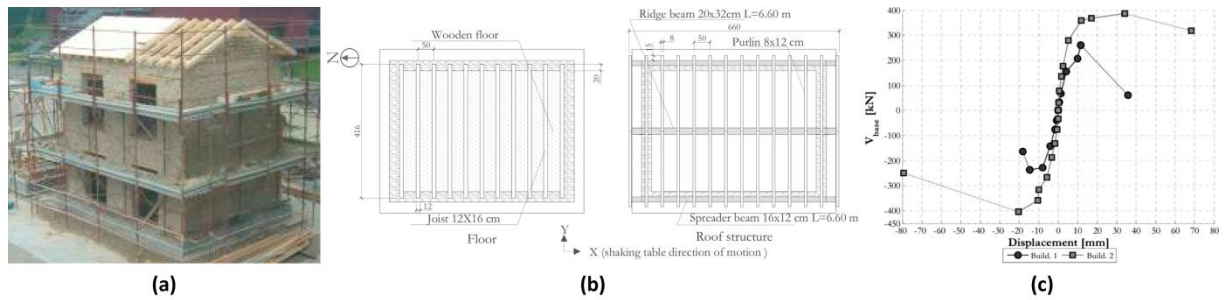 Wooden floor
50
N
20
416
12
Joist 12X16 cm
Floor
Y
X (shaking table direction of motion )
Ridge beam 20x32cm L=6.60 m
660
8
50
Purlin 8x12 cm
15
Spreader beam 16x12 cm L=6.60 m
Roof structure
400
300
200
100
0
-100
-200
-300
-400
-450
V base [kN]
-80 -70 -60 -50 -40 -30 -20 -10 0 10 20 30 40 50 60 70 80
Displacement [mm]
Build. 1 Build. 2
(a) (b) (c)